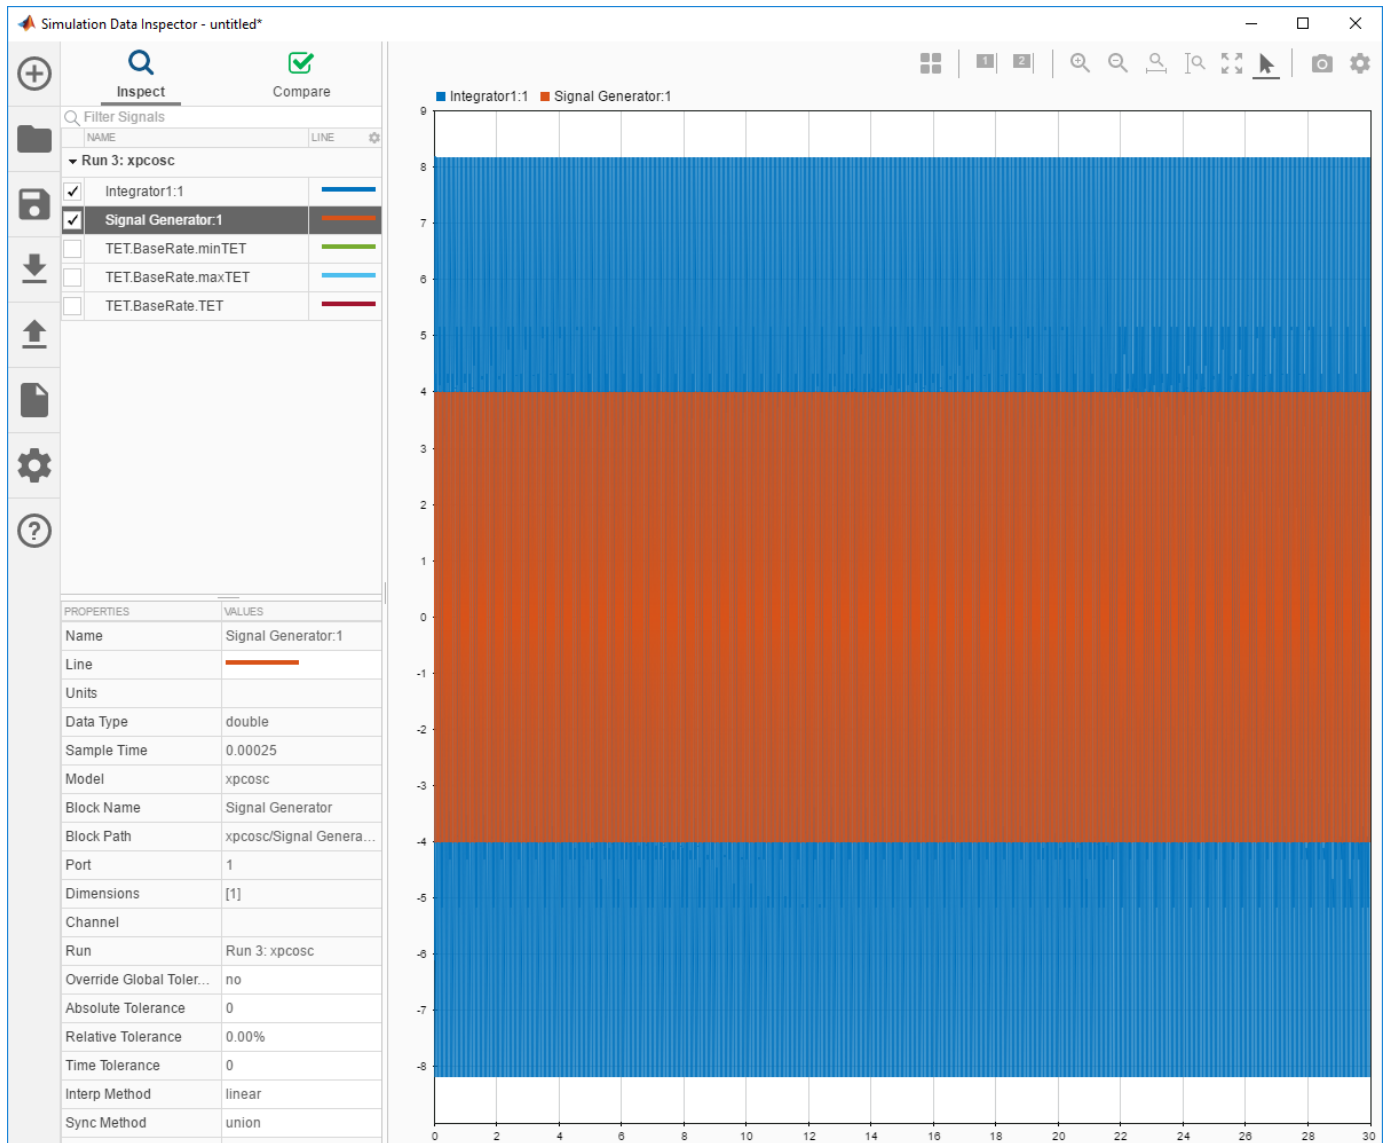 Simulation Data Inspector - untitled*
Inspect
Compare
Filter Signals
NAME LINE
Run 3: xpcosc
Integrator1:1
Signal Generator:1
TET.BaseRate.minTET
TET.BaseRate.maxTET
TET.BaseRate.TET
PROPERTIES VALUES
Name Signal Generator:1
Line
Units
Data Type double
Sample Time 0.00025
Model xpcosc
Block Name Signal Generator
Block Path xpcosc/Signal Genera...
Port 1
Dimensions [1]
Channel
Run Run 3: xpcosc
Override Global Toler... no
Absolute Tolerance 0
Relative Tolerance 0.00%
Time Tolerance 0
Interp Method linear
Sync Method union
1 2
Integrator1:1 Signal Generator:1
9
8
7
6
5
4
3
2
1
0
-1
-2
-3
-4
-5
-6
-7
-8
0 2 4 6 8 10 12 14 16 18 20 22 24 26 28 30